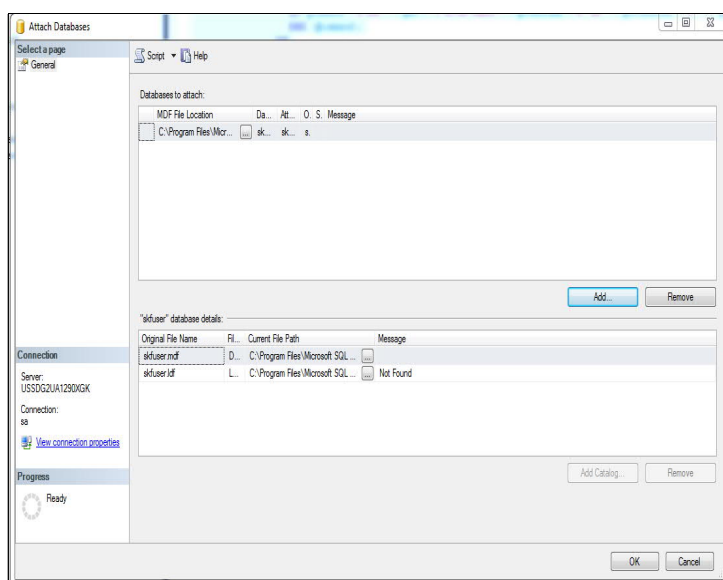 Attach Databases
Select a page
General
Script Help
Databases to attach:
MDF File Location Da... Att... O. S. Message
C:\Program Files\Micr... ... sk... sk... s.
Add... Remove
"skfuser" database details:
Original File Name Fil... Current File Path Message
skfuser.mdf D... C:\Program Files\Microsoft SQL ... ...
skfuser.ldf L... C:\Program Files\Microsoft SQL ... ... Not Found
Add Catalog... Remove
Connection
Server:
USSDG2UA1290XGK
Connection:
sa
View connection properties
Progress
Ready
OK Cancel